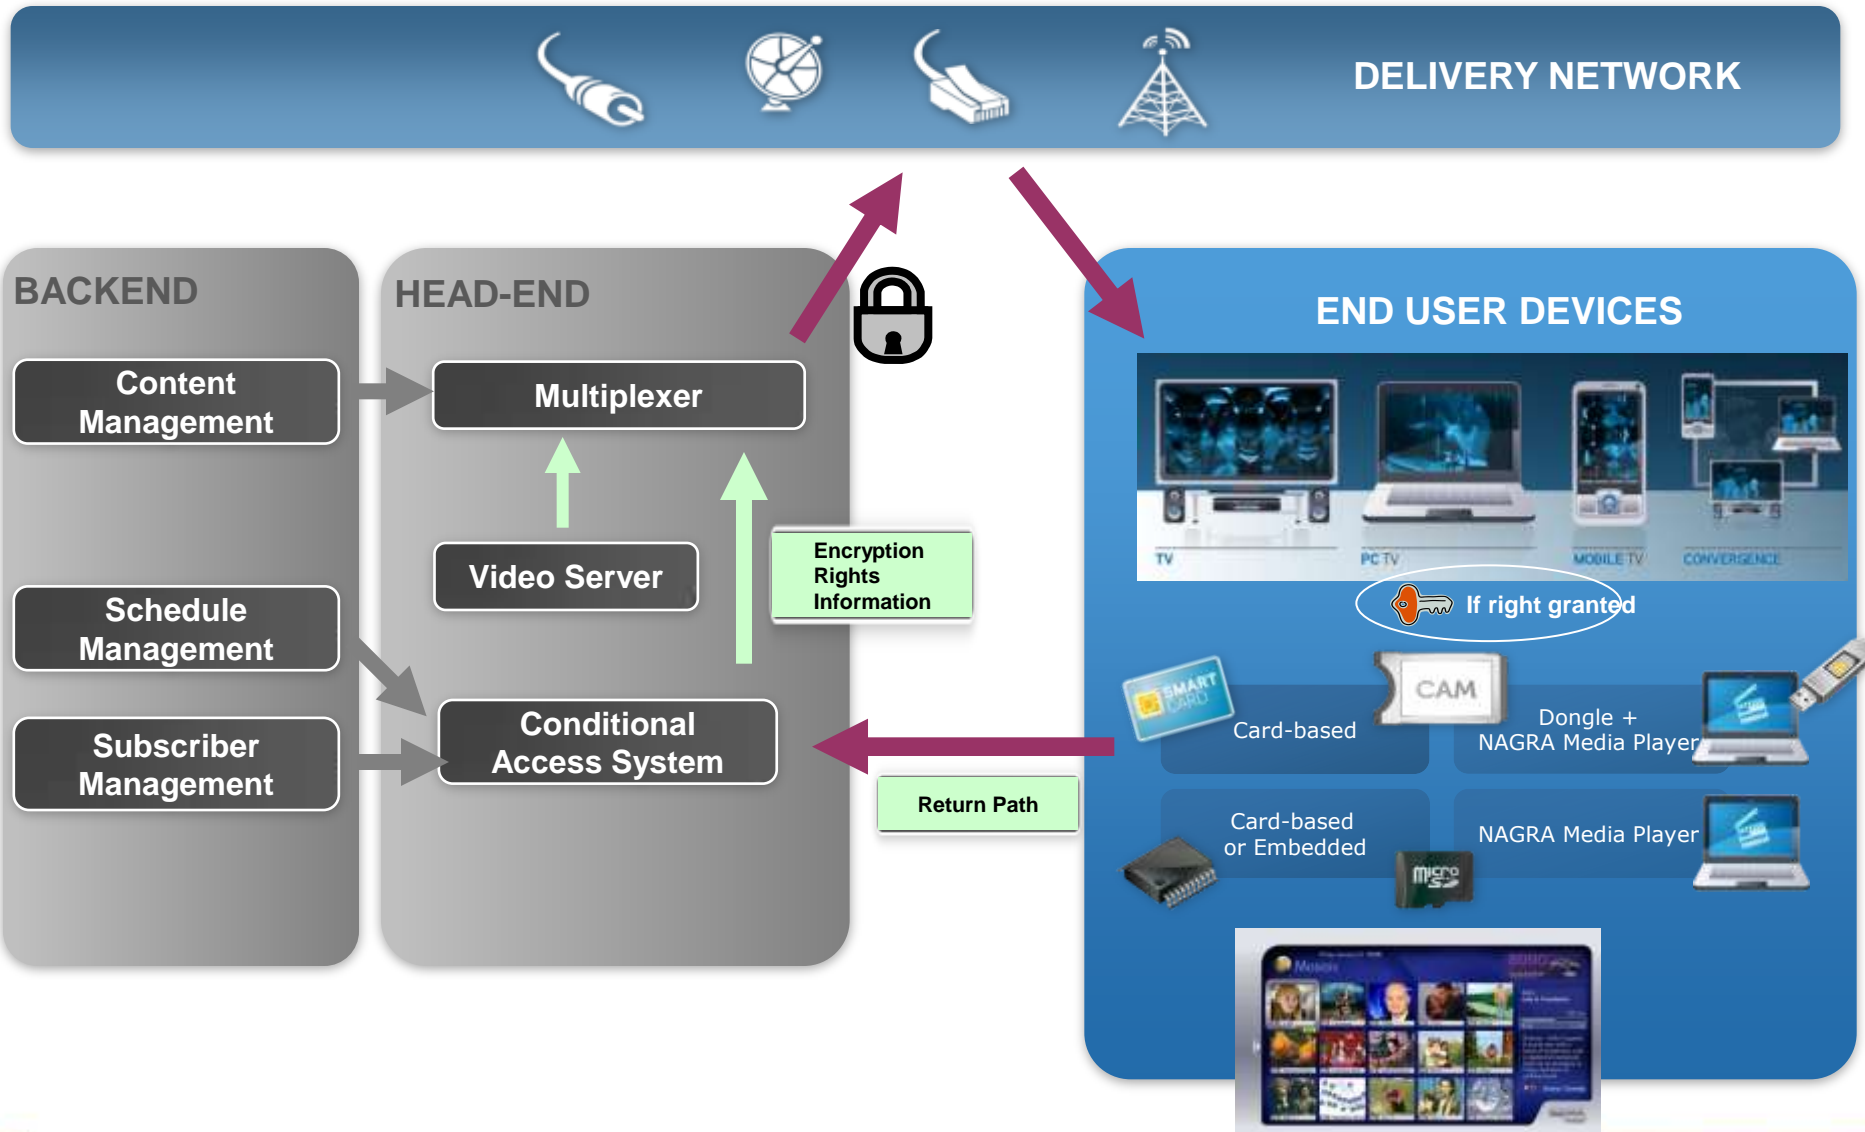 DELIVERY NETWORK
BACKEND
Content
Management
Schedule
Management
Subscriber
Management
HEAD-END
Multiplexer
Video Server
Encryption
Rights
Information
Conditional
Access System
Return Path
END USER DEVICES
TV
PC TV
MOBILE TV
CONVERGENCE
If right granted
SMART
CARD
Card-based
CAM
Dongle +
NAGRA Media Player
Card-based
or Embedded
micro
SD
NAGRA Media Player